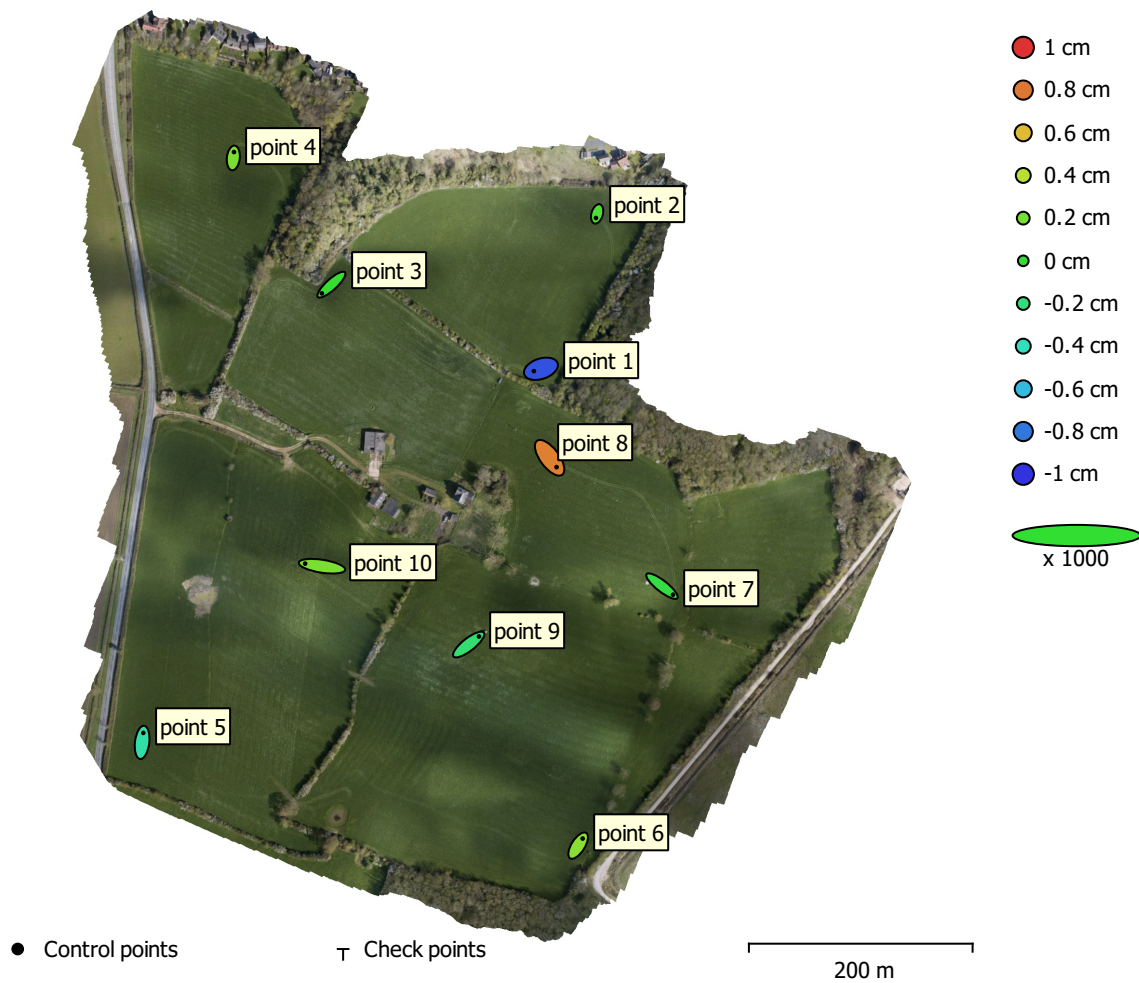 point 4
point 2
point 3
point 1
point 8
point 10
point 7
point 9
point 5
point 6
1 cm
0.8 cm
0.6 cm
0.4 cm
0.2 cm
0 cm
-0.2 cm
-0.4 cm
-0.6 cm
-0.8 cm
-1 cm
x 1000
Control points
Check points
200 m